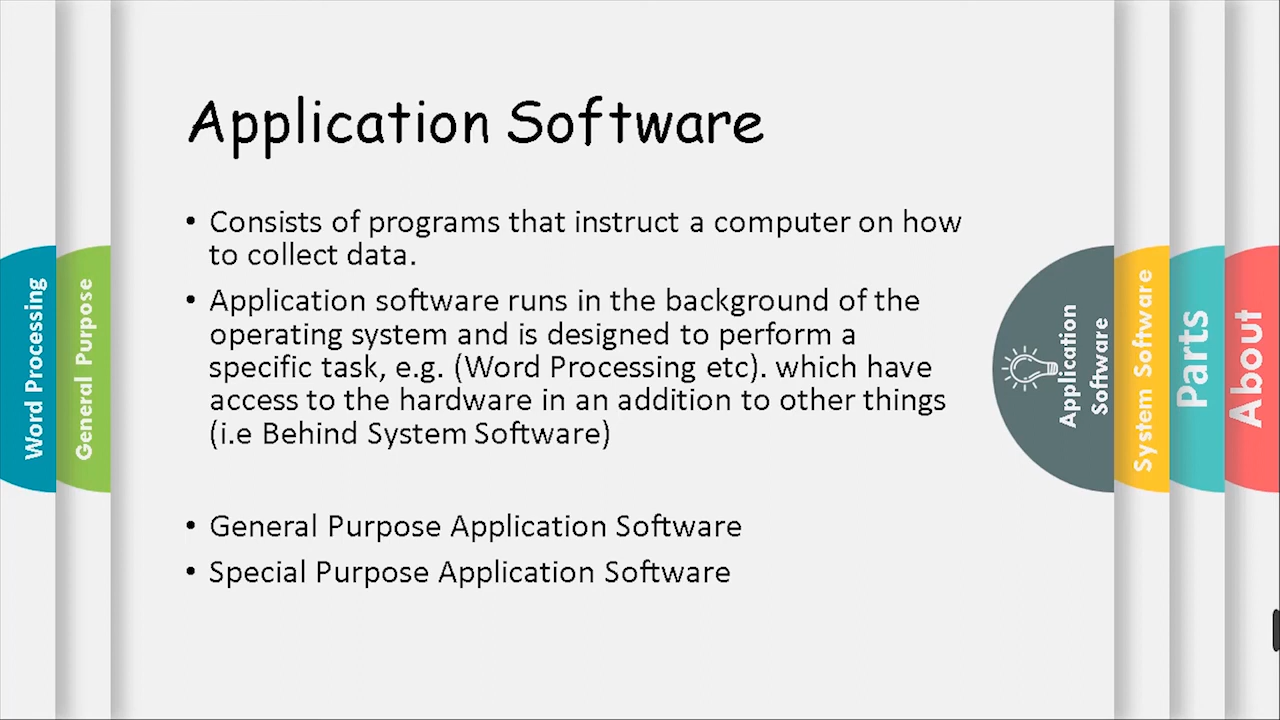 Application Software
• Consists of programs that instruct a computer on how
to collect data.
• Application software runs in the background of the
operating system and is designed to perform a
specific task, e.g. (Word Processing etc). which have
access to the hardware in an addition to other things
(i.e Behind System Software)
• General Purpose Application Software
• Special Purpose Application Software
Word Processing
General Purpose
Application
Software
System Software
Parts
About